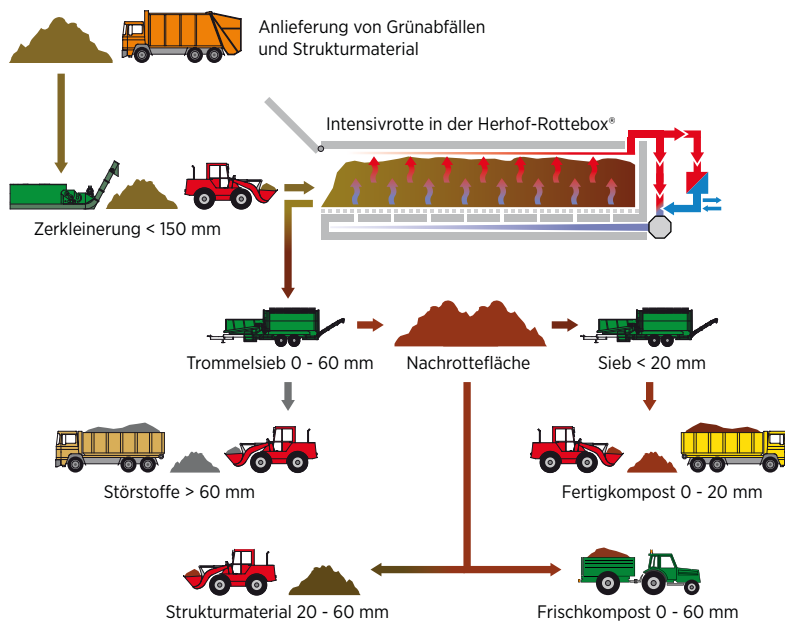 Anlieferung von Grünabfällen
und Strukturmaterial
Intensivrotte in der Herhof-Rottebox®
Zerkleinerung < 150 mm
Trommelsieb 0 - 60 mm
Nachrottefläche
Sieb < 20 mm
Störstoffe > 60 mm
Fertigkompost 0 - 20 mm
Strukturmaterial 20 - 60 mm
Frischkompost 0 - 60 mm